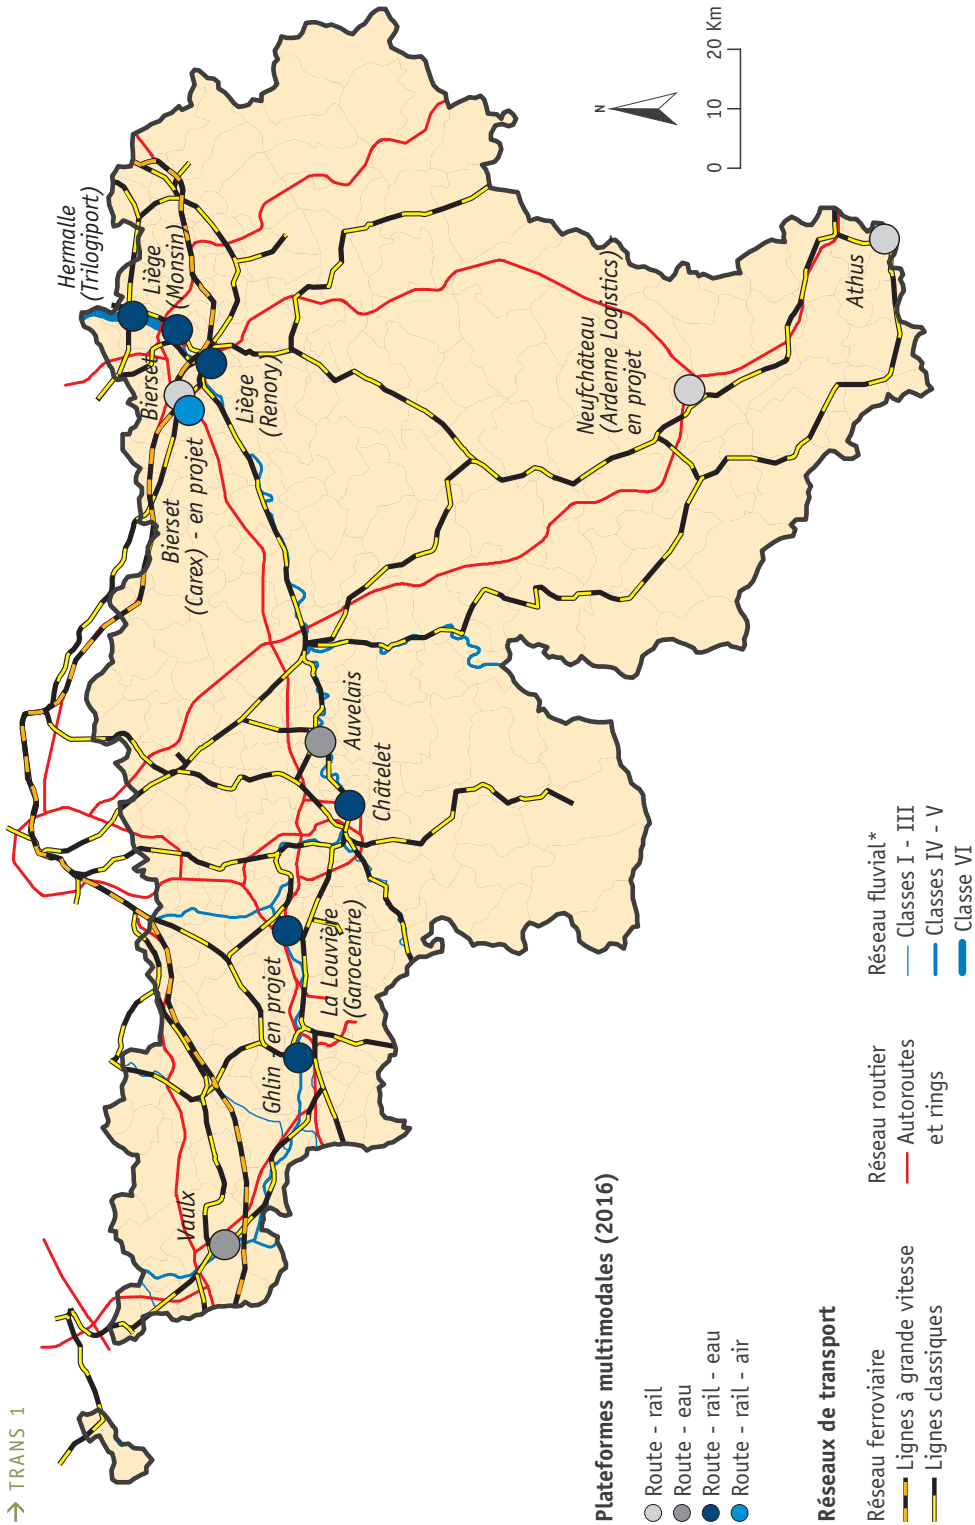 → TRANS 1
Hermalle
(Trilogiport)
Liège
(Monsin)
Bierset
Liège
(Renory)
Bierset
(Carex) - en projet
Neufchâteau
(Ardenne Logistics)
en projet
Athus
Auvelais
Châtelet
La Louvière
(Garocentre)
Ghlin - en projet
Vaulx
N
0 10 20 Km
Plateformes multimodales (2016)
Route - rail
Route - eau
Route - rail - eau
Route - rail - air
Réseaux de transport
Réseau ferroviaire
Lignes à grande vitesse
Lignes classiques
Réseau routier
Autoroutes
et rings
Réseau fluvial*
Classes I - III
Classes IV - V
Classe VI